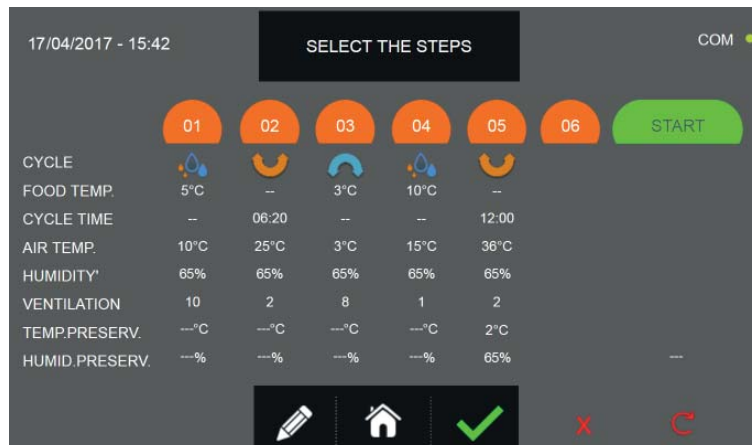 17/04/2017 - 15:42 SELECT THE STEPS COM
01 02 03 04 05 06 START
CYCLE
FOOD TEMP. 5°C -- 3°C 10°C --
CYCLE TIME -- 06:20 -- -- 12:00
AIR TEMP. 10°C 25°C 3°C 15°C 36°C
HUMIDITY' 65% 65% 65% 65% 65%
VENTILATION 10 2 8 1 2
TEMP.PRESERV. ---°C ---°C ---°C ---°C 2°C
HUMID.PRESERV. ---% ---% ---% ---% 65% ---
X